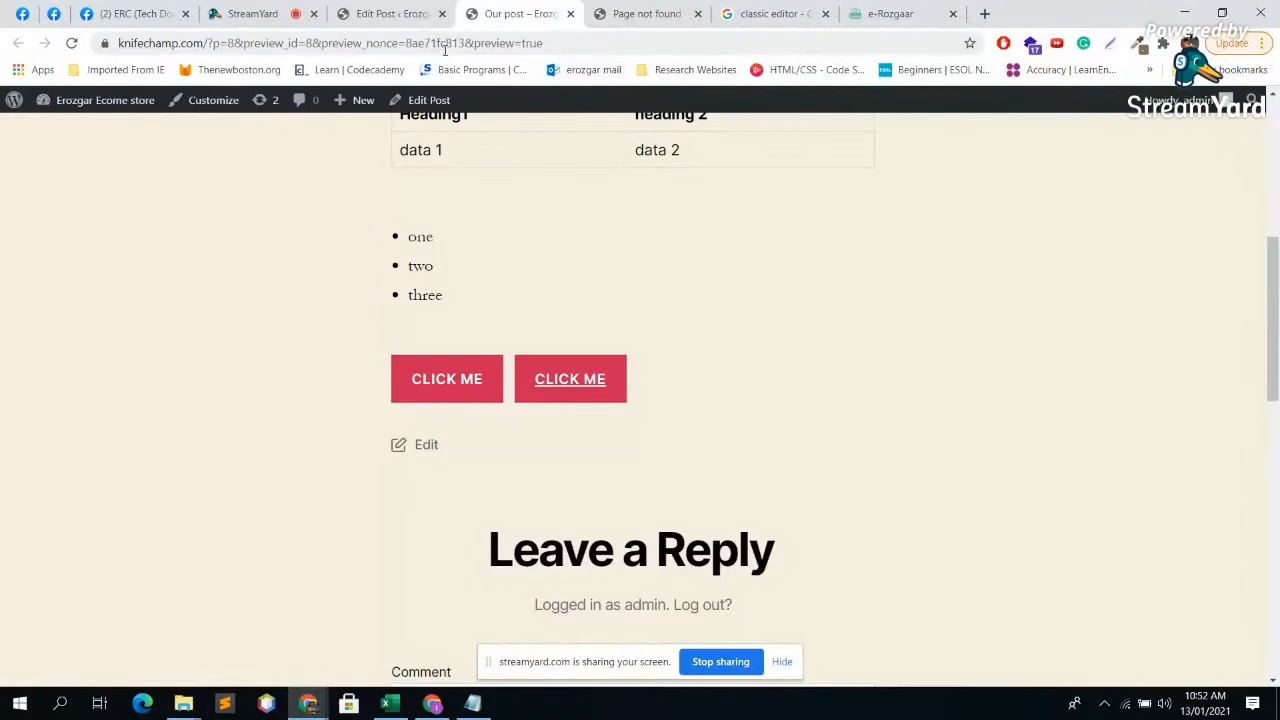 (2) ERC (Tech Do
StreamYard
Edit Post ‹ Erozg
Our post – Erozg
Page not found
classic editor - G
e-Rozgaar
Powered by
knifechamp.com/?p=8&preview_id=8&preview_nonce=8ae71fc813&preview=true
17
Update
Apps
Imported From IE
Thenewboston.org
Learn | Codecademy
Basic Programs | C...
erozgar mail
Research Websites
HTML/CSS - Code S...
Beginners | ESOL N...
Accuracy | LearnEn...
»
bookmarks
Erozgar Ecome store
Customize
2
0
New
Edit Post
Howdy, admin
StreamYard
Heading1
heading 2
data 1
data 2
• one
• two
• three
CLICK ME
CLICK ME
Edit
Leave a Reply
Logged in as admin. Log out?
Comment
streamyard.com is sharing your screen.
Stop sharing
Hide
10:52 AM
13/01/2021